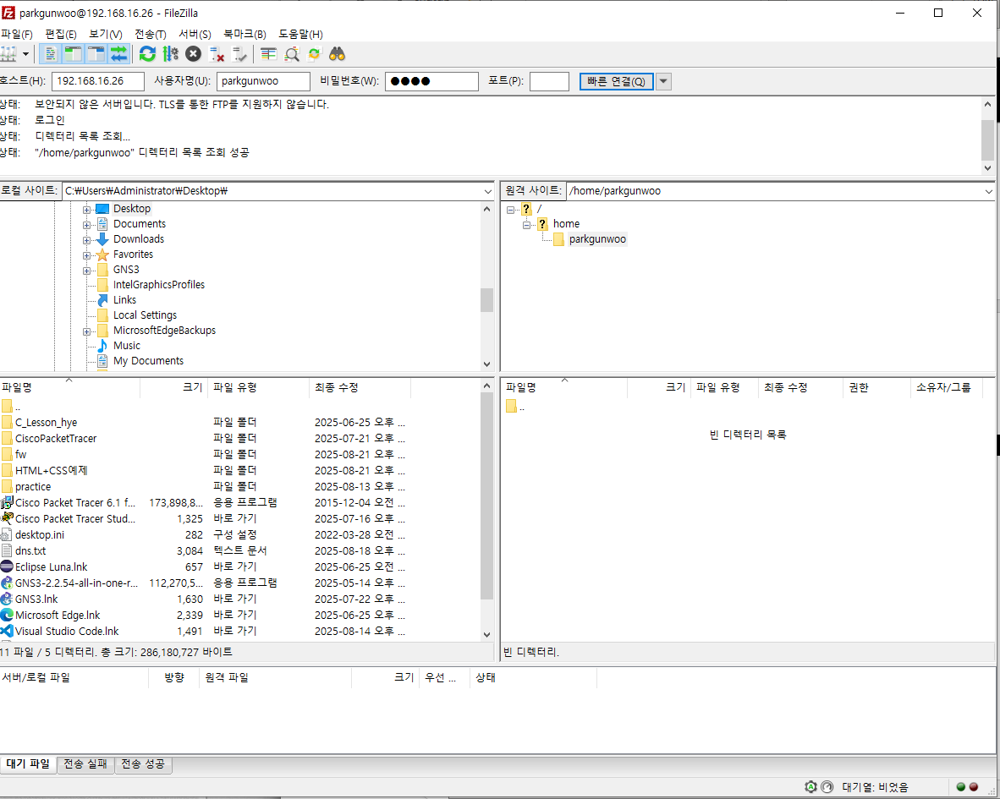 parkgunwoo@192.168.16.26 - FileZilla
파일(F) 편집(E) 보기(V) 전송(T) 서버(S) 북마크(B) 도움말(H)
호스트(H): 192.168.16.26 사용자명(U): parkgunwoo 비밀번호(W): ●●●● 포트(P): 빠른 연결(Q)
상태: 보안되지 않은 서버입니다. TLS를 통한 FTP를 지원하지 않습니다.
상태: 로그인
상태: 디렉터리 목록 조회...
상태: "/home/parkgunwoo" 디렉터리 목록 조회 성공
로컬 사이트: C:₩Users₩Administrator₩Desktop₩
Desktop
Documents
Downloads
Favorites
GNS3
IntelGraphicsProfiles
Links
Local Settings
MicrosoftEdgeBackups
Music
My Documents
원격 사이트: /home/parkgunwoo
? /
? home
parkgunwoo
파일명 크기 파일 유형 최종 수정
..
C_Lesson_hye 파일 폴더 2025-06-25 오후 ...
CiscoPacketTracer 파일 폴더 2025-07-21 오후 ...
fw 파일 폴더 2025-08-21 오후 ...
HTML+CSS예제 파일 폴더 2025-08-21 오후 ...
practice 파일 폴더 2025-08-13 오후 ...
Cisco Packet Tracer 6.1 f... 173,898,8... 응용 프로그램 2015-12-04 오전 ...
Cisco Packet Tracer Stud... 1,325 바로 가기 2025-07-16 오후 ...
desktop.ini 282 구성 설정 2022-03-28 오전 ...
dns.txt 3,084 텍스트 문서 2025-08-18 오후 ...
Eclipse Luna.lnk 657 바로 가기 2025-06-25 오전 ...
GNS3-2.2.54-all-in-one-r... 112,270,5... 응용 프로그램 2025-05-14 오후 ...
GNS3.lnk 1,630 바로 가기 2025-07-22 오후 ...
Microsoft Edge.lnk 2,339 바로 가기 2025-06-25 오후 ...
Visual Studio Code.lnk 1,491 바로 가기 2025-08-14 오후 ...
11 파일 / 5 디렉터리. 총 크기: 286,180,727 바이트
파일명 크기 파일 유형 최종 수정 권한 소유자/그룹
..
빈 디렉터리 목록
빈 디렉터리.
서버/로컬 파일 방향 원격 파일 크기 우선 ... 상태
대기 파일 전송 실패 전송 성공
대기열: 비었음